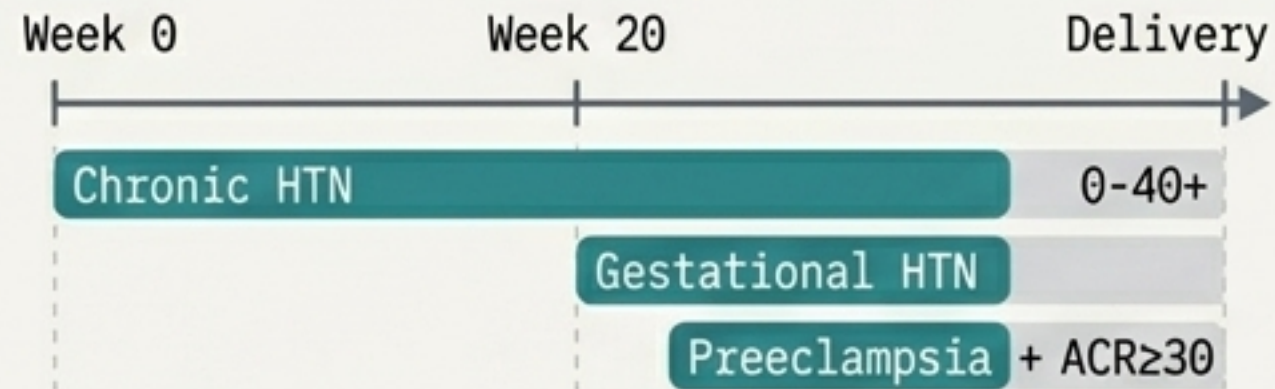 Week 0 Week 20 Delivery
Chronic HTN 0-40+
Gestational HTN
Preeclampsia + ACR≥30